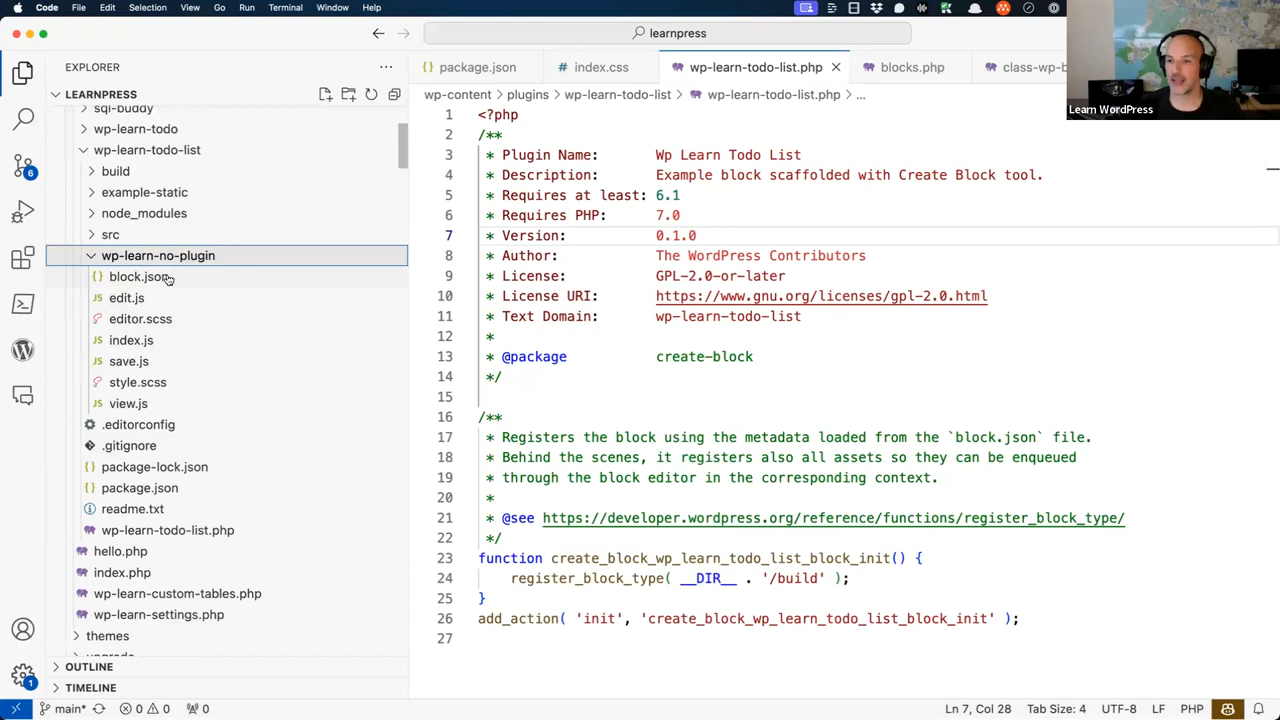 Code File Edit Selection View Go Run Terminal Window Help
learnpress
EXPLORER
LEARNPRESS
sql-buddy
wp-learn-todo
wp-learn-todo-list
build
example-static
node_modules
src
wp-learn-no-plugin
block.json
JS edit.js
editor.scss
JS index.js
JS save.js
style.scss
JS view.js
.editorconfig
.gitignore
package-lock.json
package.json
readme.txt
wp-learn-todo-list.php
hello.php
index.php
wp-learn-custom-tables.php
wp-learn-settings.php
themes
OUTLINE
TIMELINE
6
1
package.json index.css wp-learn-todo-list.php blocks.php class-wp-b
wp-content > plugins > wp-learn-todo-list > wp-learn-todo-list.php > ...
1 <?php
2 /**
3 * Plugin Name: Wp Learn Todo List
4 * Description: Example block scaffolded with Create Block tool.
5 * Requires at least: 6.1
6 * Requires PHP: 7.0
7 * Version: 0.1.0
8 * Author: The WordPress Contributors
9 * License: GPL-2.0-or-later
10 * License URI: https://www.gnu.org/licenses/gpl-2.0.html
11 * Text Domain: wp-learn-todo-list
12 *
13 * @package create-block
14 */
15
16 /**
17 * Registers the block using the metadata loaded from the `block.json` file.
18 * Behind the scenes, it registers also all assets so they can be enqueued
19 * through the block editor in the corresponding context.
20 *
21 * @see https://developer.wordpress.org/reference/functions/register_block_type/
22 */
23 function create_block_wp_learn_todo_list_block_init() {
24 register_block_type( __DIR__ . '/build' );
25 }
26 add_action( 'init', 'create_block_wp_learn_todo_list_block_init' );
27
Learn WordPress
main* 0 0 0 Ln 7, Col 28 Tab Size: 4 UTF-8 LF PHP